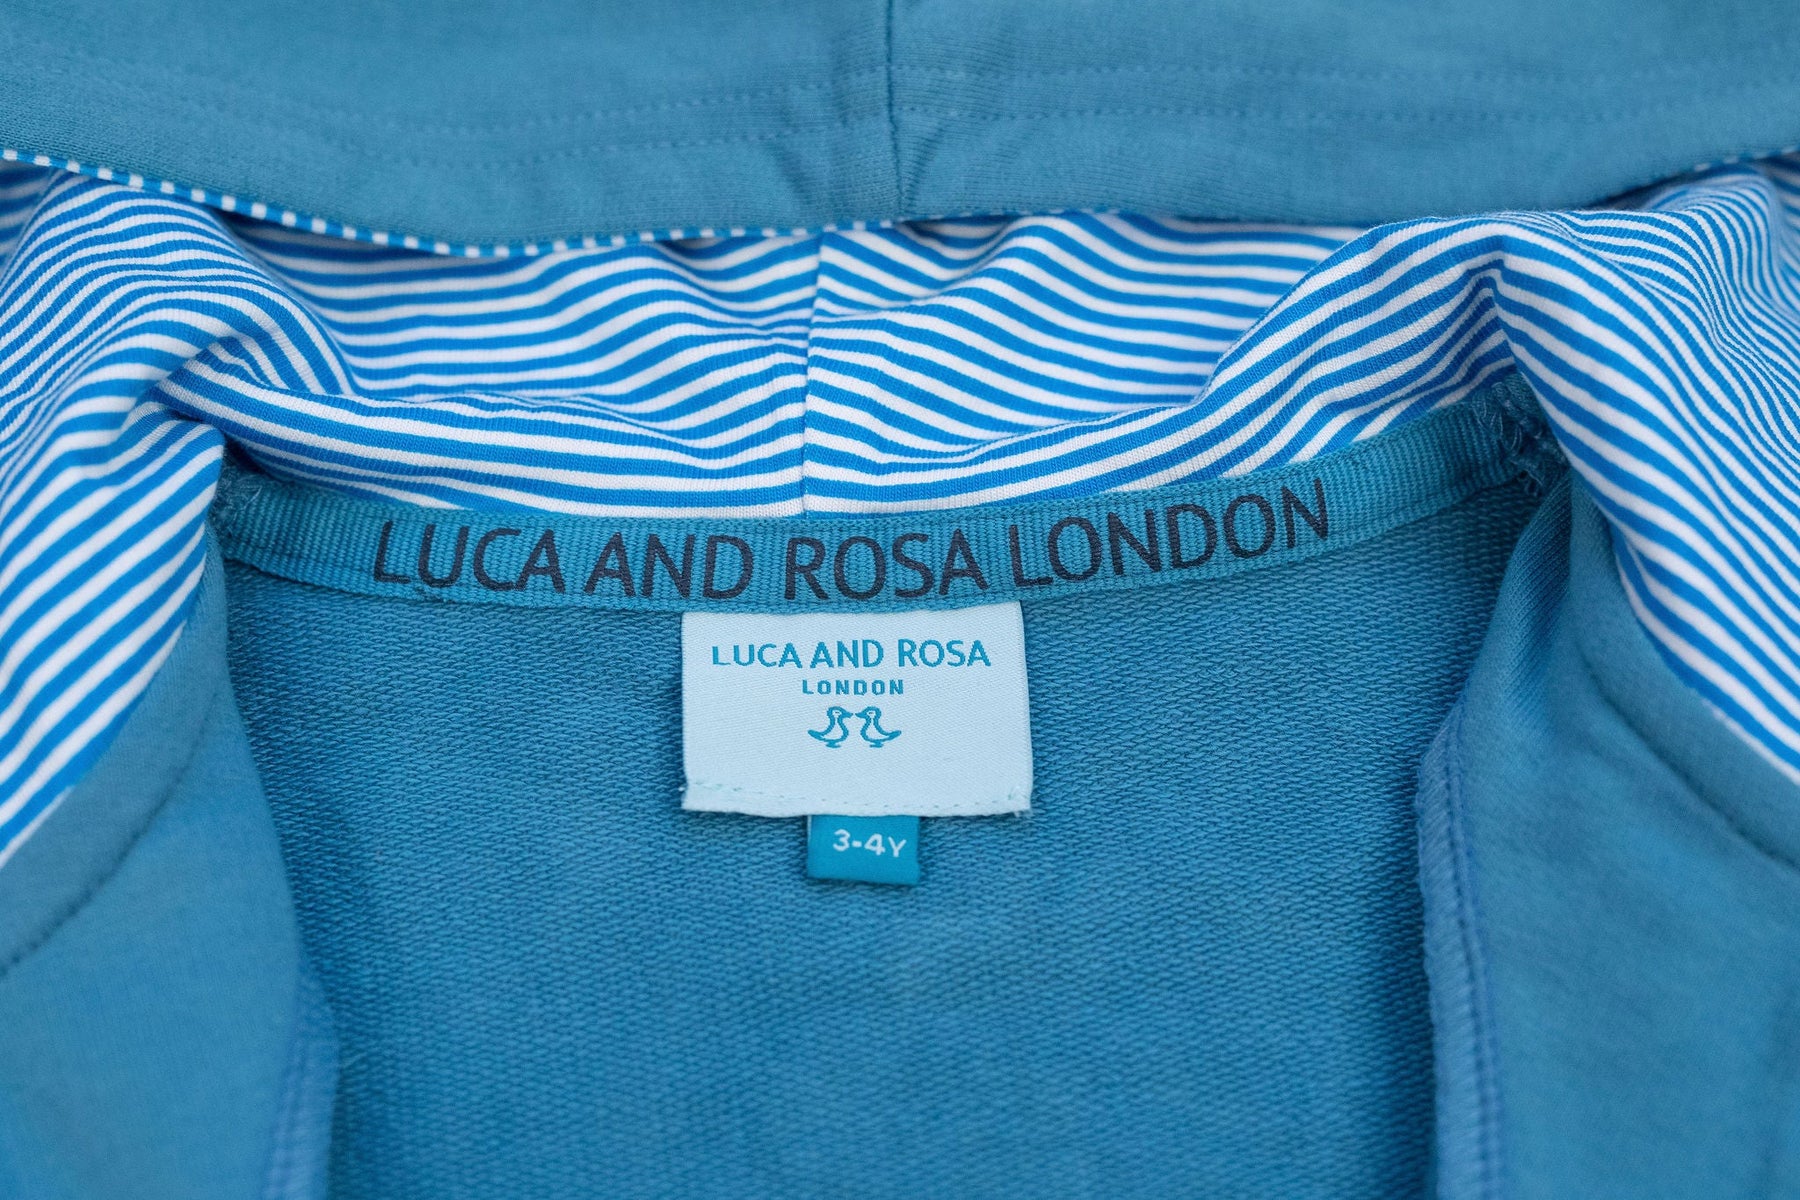 LUCA AND ROSA LONDON
LUCA AND ROSA
LONDON
3-4Y